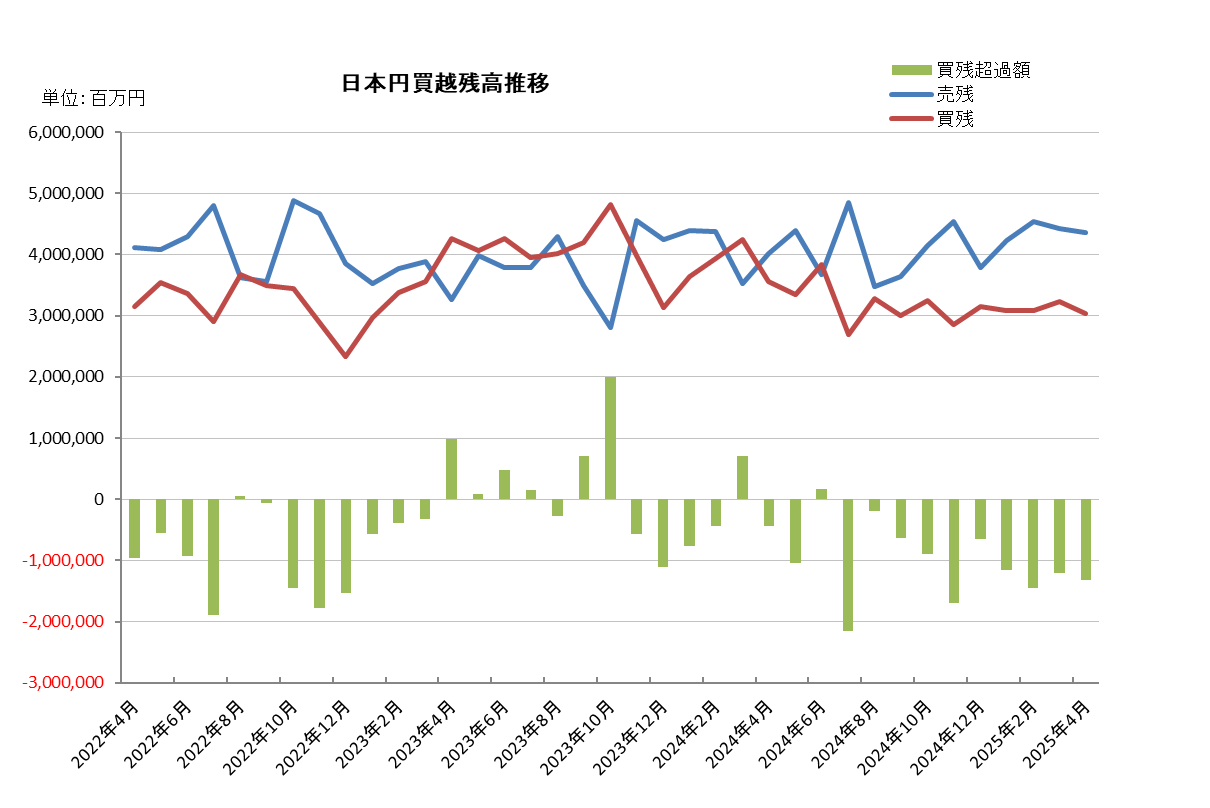 日本円買越残高推移
買残超過額
売残
買残
単位: 百万円
6,000,000
5,000,000
4,000,000
3,000,000
2,000,000
1,000,000
0
-1,000,000
-2,000,000
-3,000,000
2022年4月
2022年6月
2022年8月
2022年10月
2022年12月
2023年2月
2023年4月
2023年6月
2023年8月
2023年10月
2023年12月
2024年2月
2024年4月
2024年6月
2024年8月
2024年10月
2024年12月
2025年2月
2025年4月